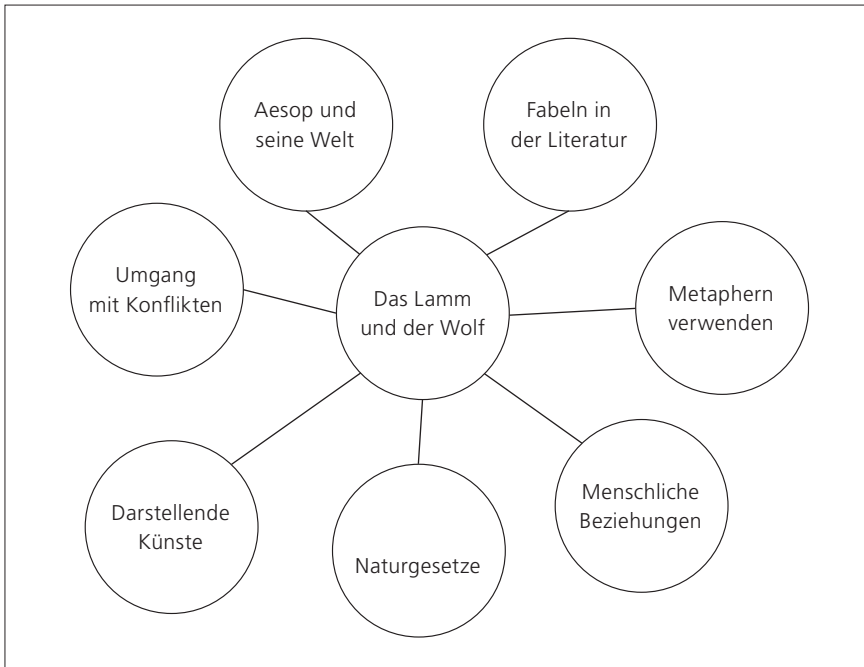 Aesop und
seine Welt
Fabeln in
der Literatur
Umgang
mit Konflikten
Das Lamm
und der Wolf
Metaphern
verwenden
Darstellende
Künste
Naturgesetze
Menschliche
Beziehungen